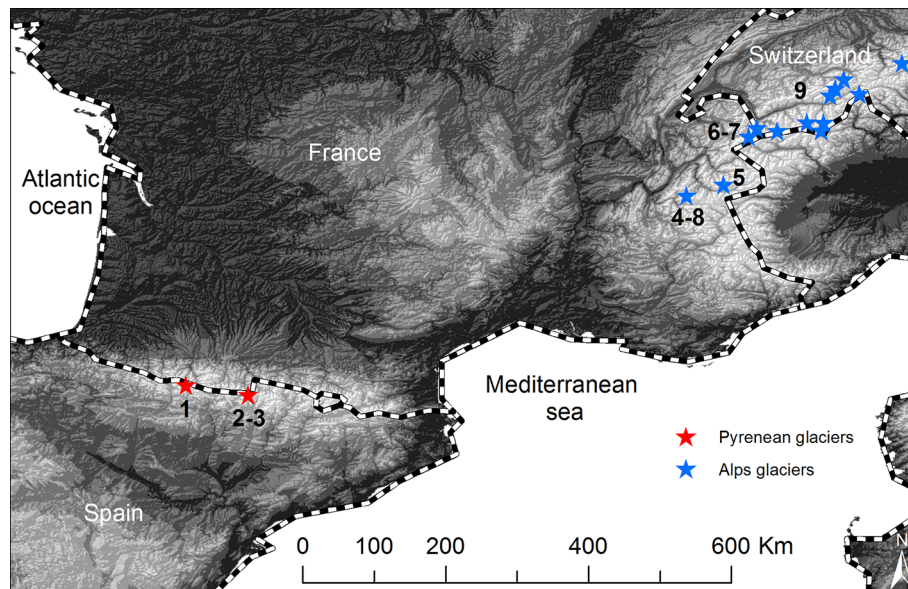 Switzerland
9
6-7
France
Atlantic
ocean
5
4-8
Mediterranean
sea
1
2-3
Pyrenean glaciers
Alps glaciers
Spain
N
0 100 200 400 600 Km